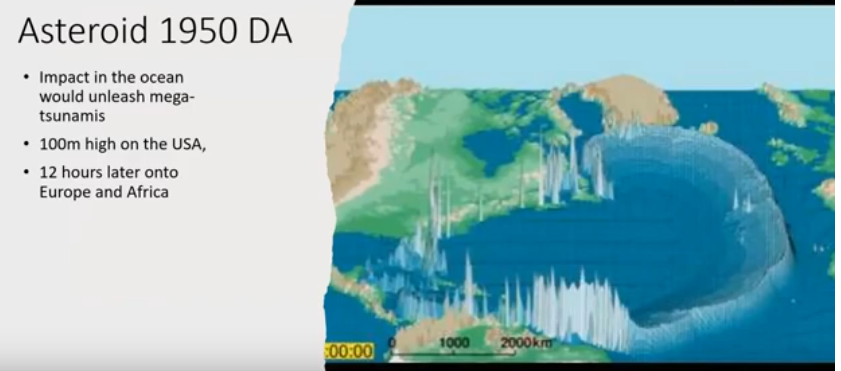 Asteroid 1950 DA
• Impact in the ocean
would unleash mega-
tsunamis
• 100m high on the USA,
• 12 hours later onto
Europe and Africa
:00:00
0 1000 2000km